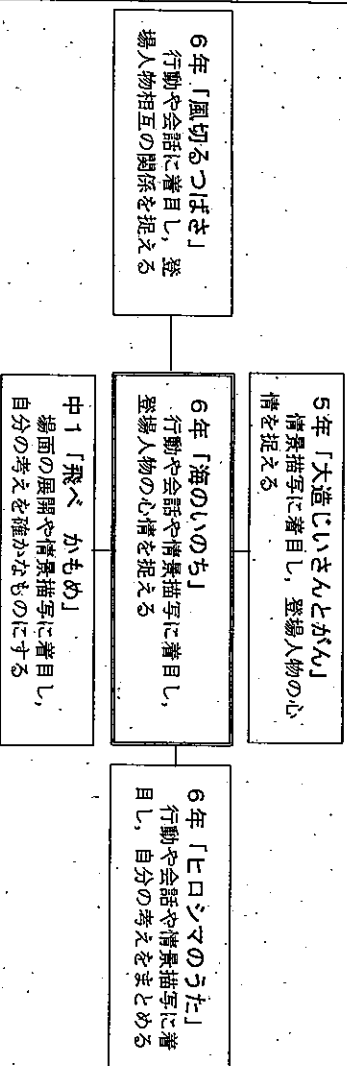 5年「大造じいさんとがん」
情景描写に着目し，登場人物の心
情を捉える
6年「風切るつばさ」
行動や会話に着目し，登
場人物相互の関係を捉える
6年「海のいのち」
行動や会話や情景描写に着目し，
登場人物の心情を捉える
6年「ヒロシマのうた」
行動や会話や情景描写に着
目し，自分の考えをまとめる
中1「飛べ かもめ」
場面の展開や情景描写に着目し，
自分の考えを確かなものにする